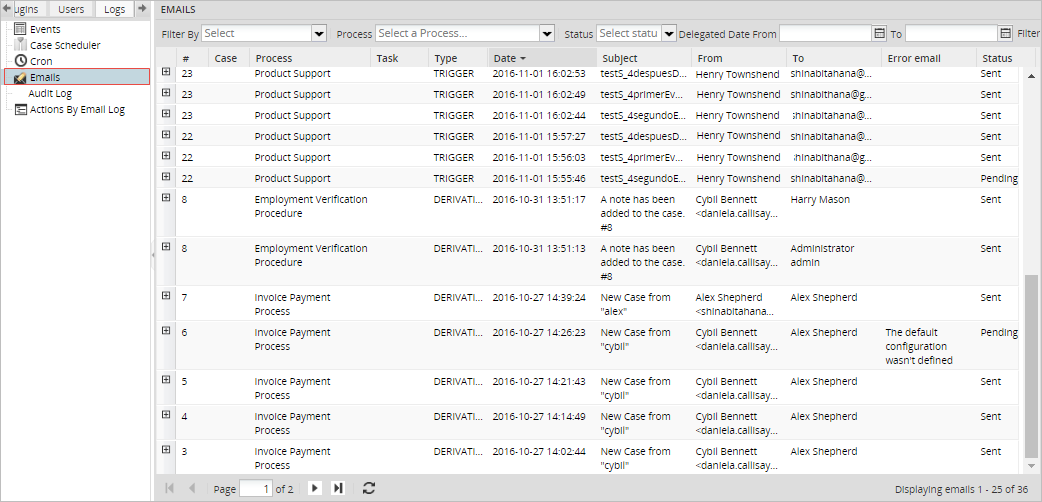 ugins Users Logs
Events
Case Scheduler
Cron
Emails
Audit Log
Actions By Email Log
EMAILS
Filter By Select Process Select a Process... Status Select statu Delegated Date From To Filter
# Case Process Task Type Date Subject From To Error email Status
23 Product Support TRIGGER 2016-11-01 16:02:53 testS_4despuesD... Henry Townshend shinabitahana@g... Sent
23 Product Support TRIGGER 2016-11-01 16:02:49 testS_4primerEv... Henry Townshend shinabitahana@g... Sent
23 Product Support TRIGGER 2016-11-01 16:02:44 testS_4segundoE... Henry Townshend shinabithana@g... Sent
22 Product Support TRIGGER 2016-11-01 15:57:27 testS_4despuesD... Henry Townshend shinabitahana@g... Sent
22 Product Support TRIGGER 2016-11-01 15:56:03 testS_4primerEv... Henry Townshend shinabithana@g... Sent
22 Product Support TRIGGER 2016-11-01 15:55:46 testS_4segundoE... Henry Townshend shinabitahana@g... Pending
8 Employment Verification DERIVATI... 2016-10-31 13:51:17 A note has been Cybil Bennett Harry Mason Sent
Procedure added to the case. <daniela.callisay...
#8
8 Employment Verification DERIVATI... 2016-10-31 13:51:13 A note has been Cybil Bennett Administrator Sent
Procedure added to the case. <daniela.callisay... admin
#8
7 Invoice Payment DERIVATI... 2016-10-27 14:39:24 New Case from Alex Shepherd Alex Shepherd Sent
Process "alex" <shinabitahana...
6 Invoice Payment DERIVATI... 2016-10-27 14:26:23 New Case from Cybil Bennett Alex Shepherd The default Pending
Process "cybil" <daniela.callisay... configuration
wasn't defined
5 Invoice Payment DERIVATI... 2016-10-27 14:21:43 New Case from Cybil Bennett Alex Shepherd Sent
Process "cybil" <daniela.callisay...
4 Invoice Payment DERIVATI... 2016-10-27 14:14:49 New Case from Cybil Bennett Alex Shepherd Sent
Process "cybil" <daniela.callisay...
3 Invoice Payment DERIVATI... 2016-10-27 14:02:44 New Case from Cybil Bennett Alex Shepherd Sent
Process "cybil" <daniela.callisay...
Page 1 of 2 Displaying emails 1 - 25 of 36